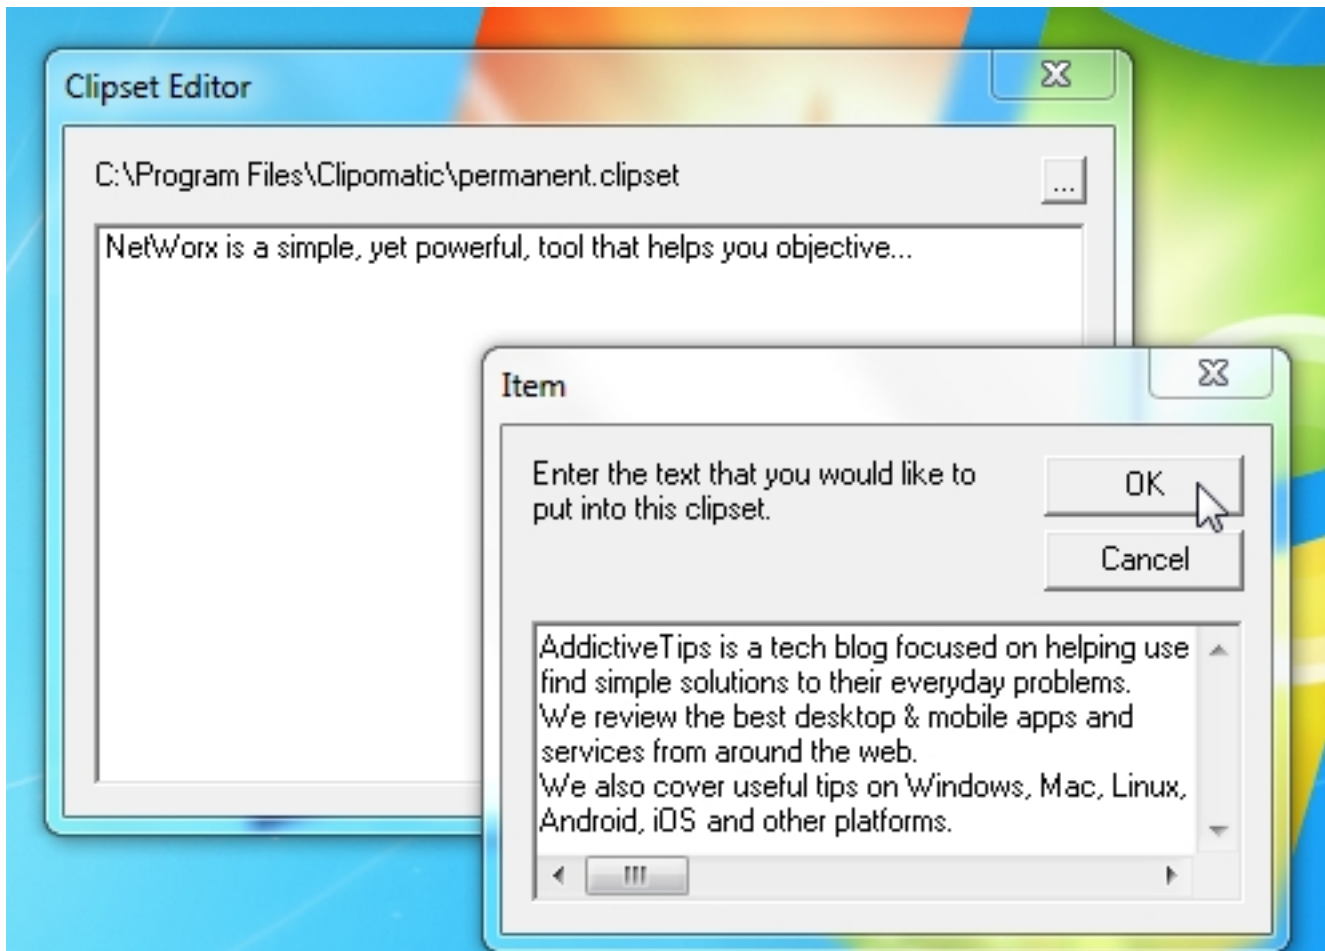 Clipset Editor
C:\Program Files\Clipomatic\permanent.clipset
...
NetWorx is a simple, yet powerful, tool that helps you objective...
Item
Enter the text that you would like to
put into this clipset.
OK
Cancel
AddictiveTips is a tech blog focused on helping use
find simple solutions to their everyday problems.
We review the best desktop & mobile apps and
services from around the web.
We also cover useful tips on Windows, Mac, Linux,
Android, iOS and other platforms.